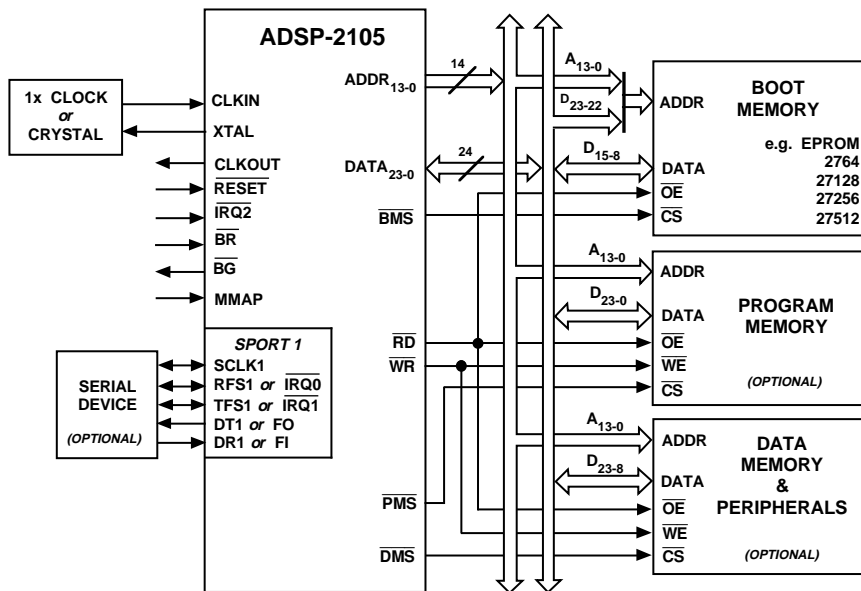 ADSP-2105
1x CLOCK
or
CRYSTAL
CLKIN
XTAL
CLKOUT
RESET
IRQ2
BR
BG
MMAP
SERIAL
DEVICE
(OPTIONAL)
SPORT 1
SCLK1
RFS1 or IRQ0
TFS1 or IRQ1
DT1 or FO
DR1 or FI
ADDR13-0
DATA23-0
BMS
RD
WR
PMS
DMS
14
24
A13-0
D23-22
D15-8
ADDR
DATA
OE
CS
BOOT
MEMORY
e.g. EPROM
2764
27128
27256
27512
A13-0
D23-0
ADDR
DATA
OE
WE
CS
PROGRAM
MEMORY
(OPTIONAL)
A13-0
D23-8
ADDR
DATA
OE
WE
CS
DATA
MEMORY
&
PERIPHERALS
(OPTIONAL)